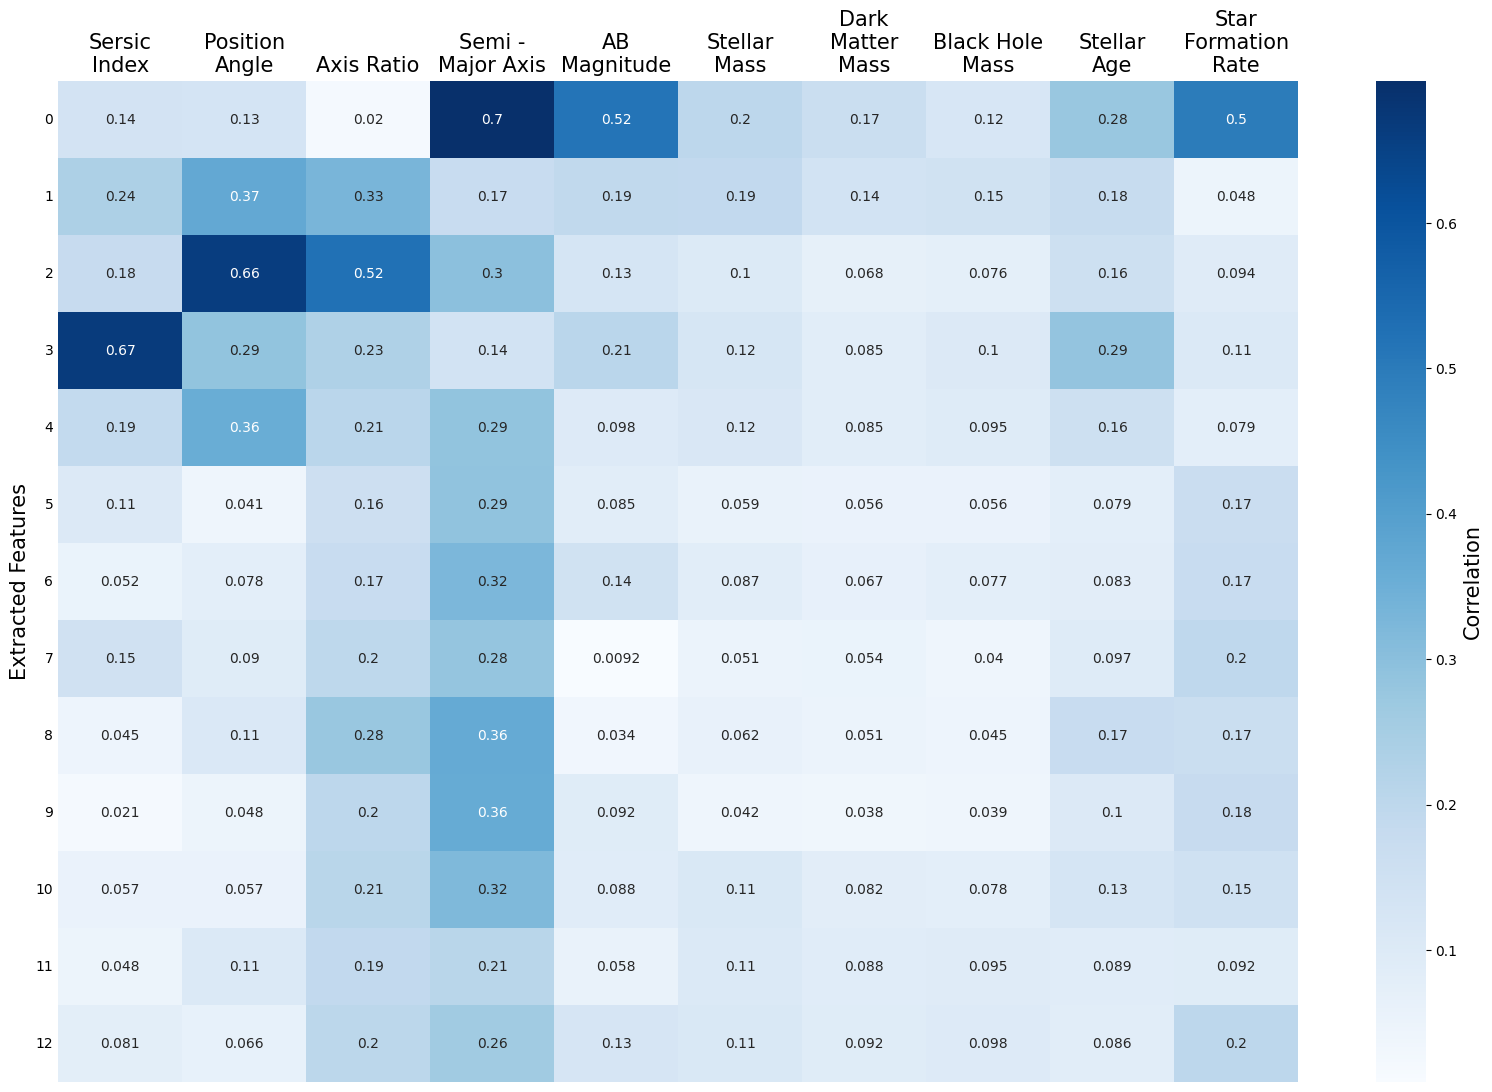 Sersic Index Position Angle Axis Ratio Semi - Major Axis AB Magnitude Stellar Mass Dark Matter Mass Black Hole Mass Stellar Age Star Formation Rate
0 0.14 0.13 0.02 0.7 0.52 0.2 0.17 0.12 0.28 0.5
1 0.24 0.37 0.33 0.17 0.19 0.19 0.14 0.15 0.18 0.048
2 0.18 0.66 0.52 0.3 0.13 0.1 0.068 0.076 0.16 0.094
3 0.67 0.29 0.23 0.14 0.21 0.12 0.085 0.1 0.29 0.11
4 0.19 0.36 0.21 0.29 0.098 0.12 0.085 0.095 0.16 0.079
5 0.11 0.041 0.16 0.29 0.085 0.059 0.056 0.056 0.079 0.17
6 0.052 0.078 0.17 0.32 0.14 0.087 0.067 0.077 0.083 0.17
7 0.15 0.09 0.2 0.28 0.0092 0.051 0.054 0.04 0.097 0.2
8 0.045 0.11 0.28 0.36 0.034 0.062 0.051 0.045 0.17 0.17
9 0.021 0.048 0.2 0.36 0.092 0.042 0.038 0.039 0.1 0.18
10 0.057 0.057 0.21 0.32 0.088 0.11 0.082 0.078 0.13 0.15
11 0.048 0.11 0.19 0.21 0.058 0.11 0.088 0.095 0.089 0.092
12 0.081 0.066 0.2 0.26 0.13 0.11 0.092 0.098 0.086 0.2
Extracted Features
0.6
0.5
0.4
0.3
0.2
0.1
Correlation